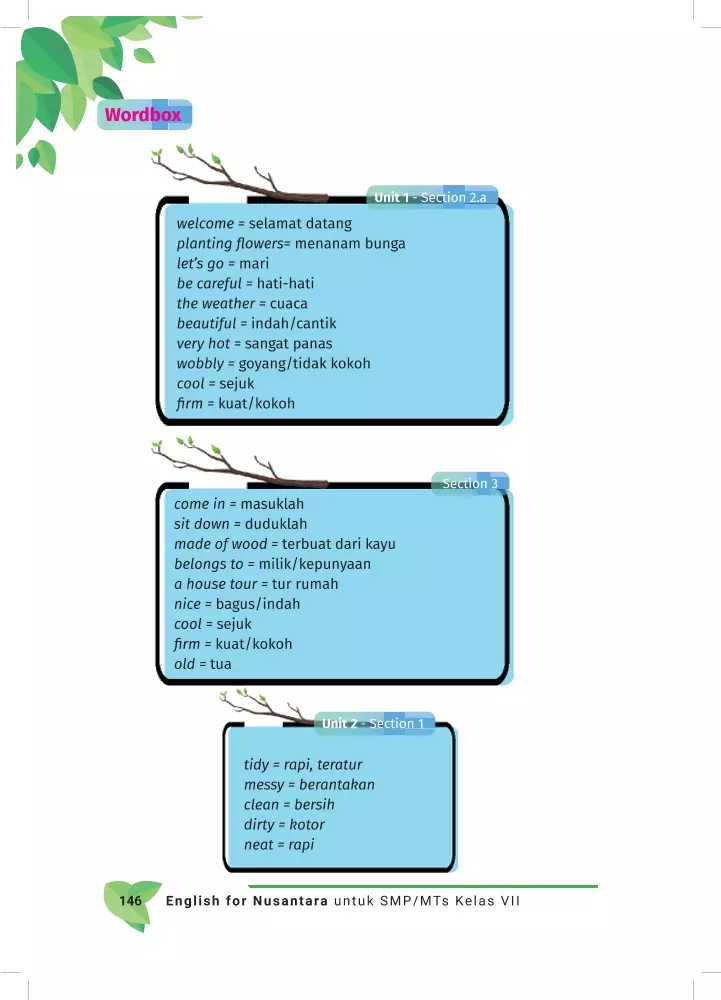 Wordbox
Unit 1 - Section 2.a
welcome = selamat datang
planting flowers= menanam bunga
let’s go = mari
be careful = hati-hati
the weather = cuaca
beautiful = indah/cantik
very hot = sangat panas
wobbly = goyang/tidak kokoh
cool = sejuk
firm = kuat/kokoh
Section 3
come in = masuklah
sit down = duduklah
made of wood = terbuat dari kayu
belongs to = milik/kepunyaan
a house tour = tur rumah
nice = bagus/indah
cool = sejuk
firm = kuat/kokoh
old = tua
Unit 2 - Section 1
tidy = rapi, teratur
messy = berantakan
clean = bersih
dirty = kotor
neat = rapi
146 English for Nusantara untuk SMP/MTs Kelas VII